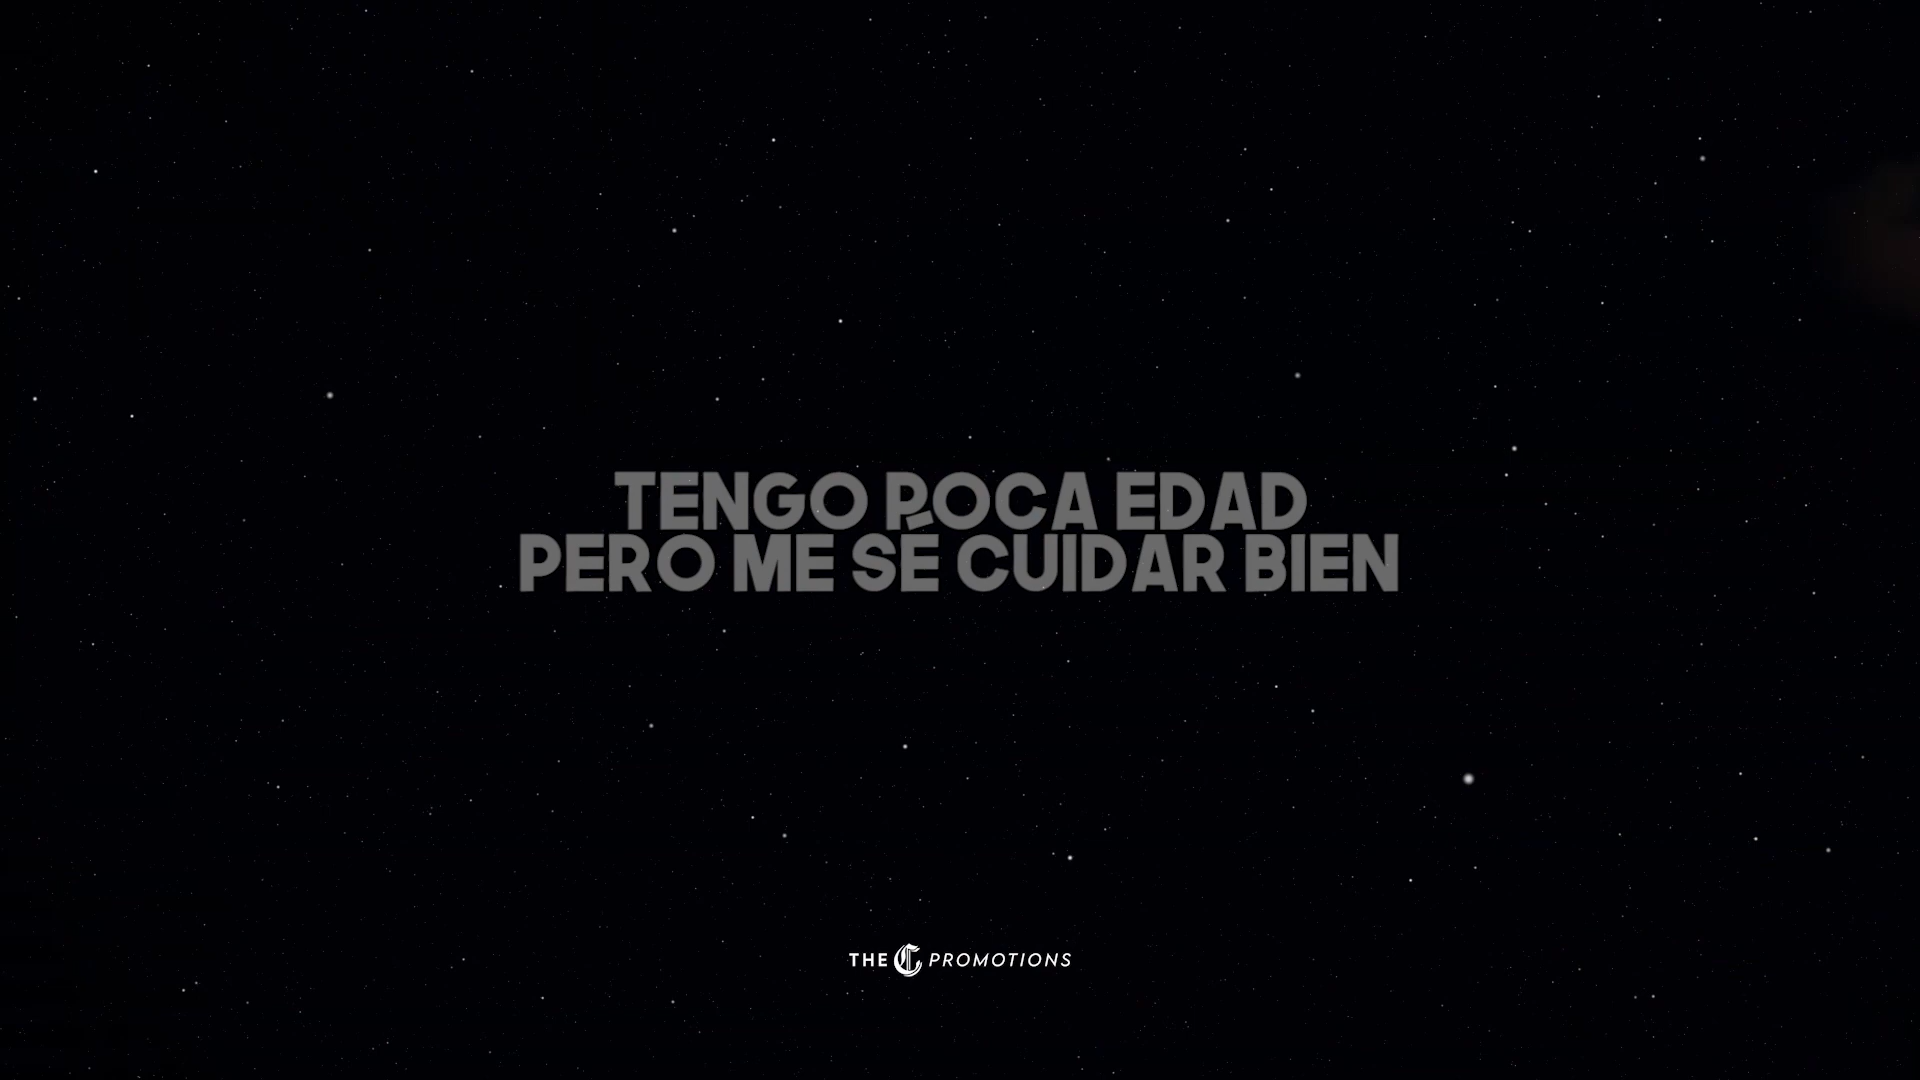 TENGO POCA EDAD
PERO ME SÉ CUIDAR BIEN
THE C PROMOTIONS